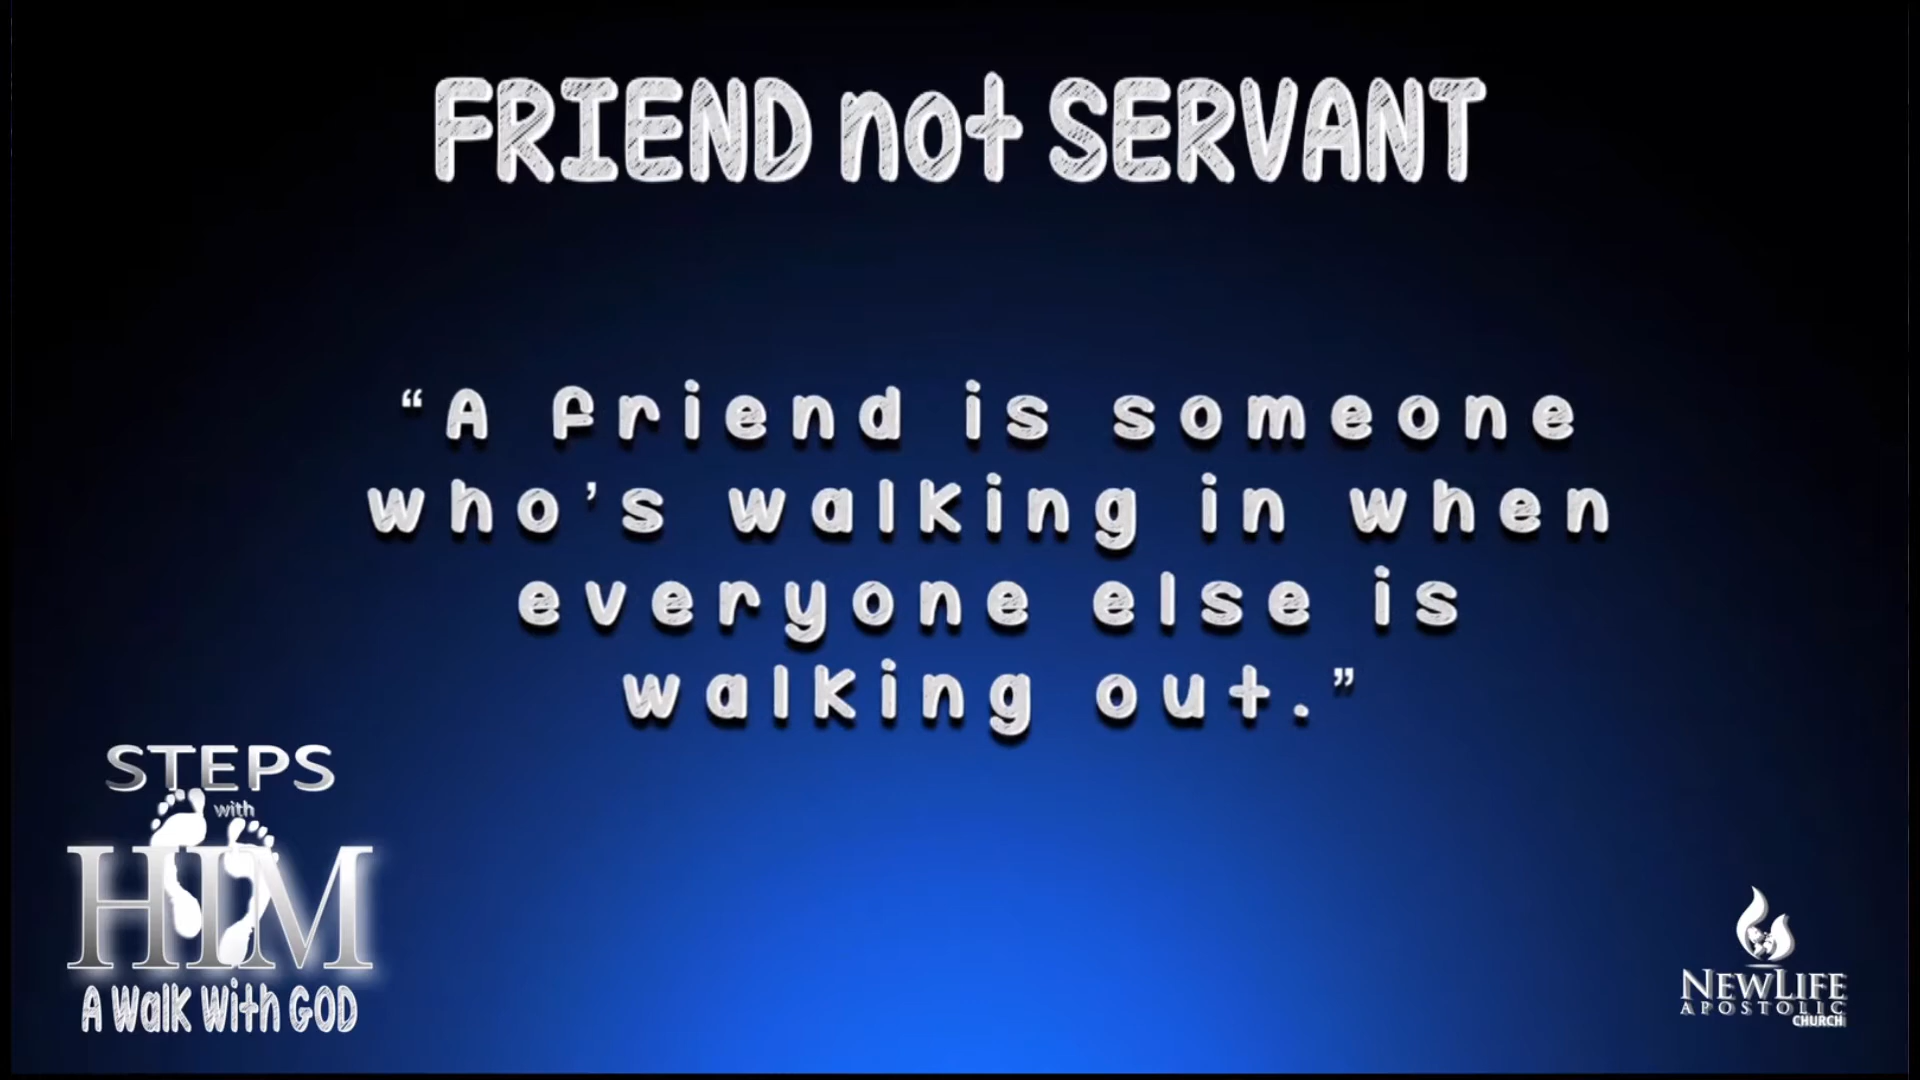 FRIEND not SERVANT
“A friend is someone
who’s walking in when
everyone else is
walking out.”
STEPS
with
HIM
A Walk With GOD
NEWLIFE
APOSTOLIC
CHURCH